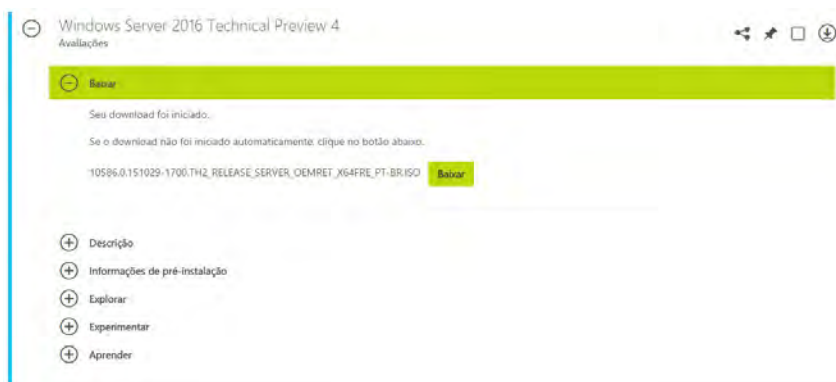 Windows Server 2016 Technical Preview 4
Avaliações
Baixar
Seu download foi iniciado.
Se o download não foi iniciado automaticamente, clique no botão abaixo.
10586.0.151029-1700.TH2_RELEASE_SERVER_OEMRET_X64FRE_PT-BR.ISO Baixar
Descrição
Informações de pré-instalação
Explorar
Experimentar
Aprender